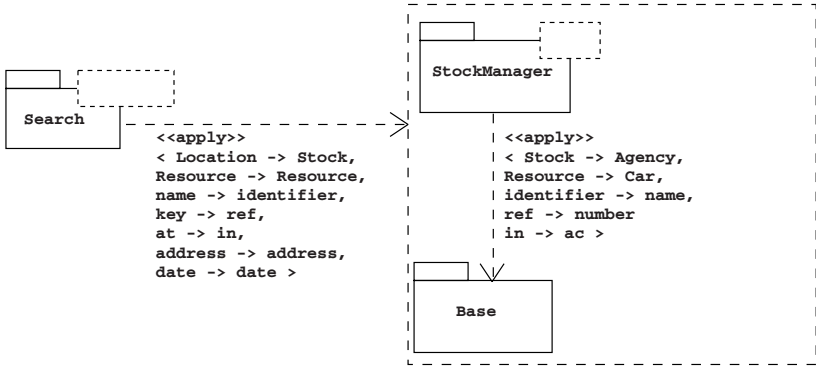 StockManager
Search
<<apply>>
< Location -> Stock,
Resource -> Resource,
name -> identifier,
key -> ref,
at -> in,
address -> address,
date -> date >
<<apply>>
< Stock -> Agency,
Resource -> Car,
identifier -> name,
ref -> number
in -> ac >
Base